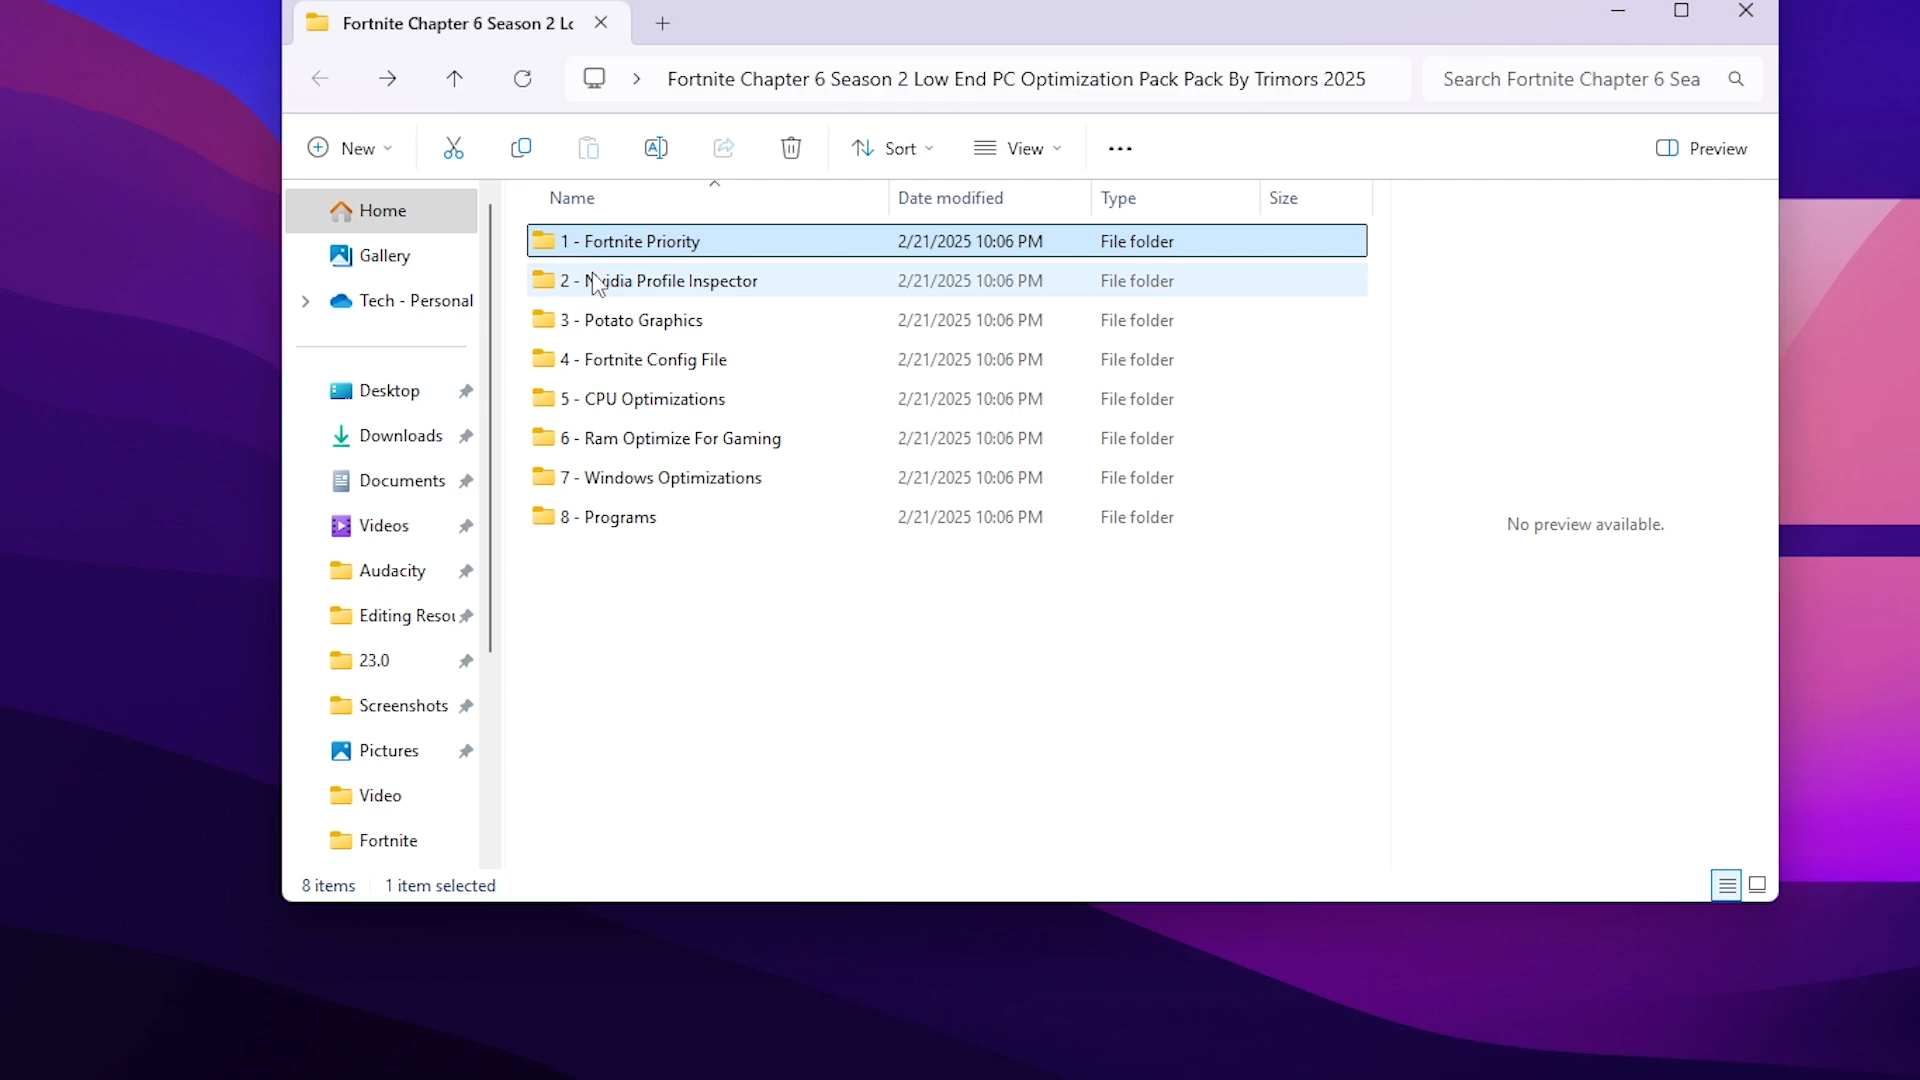 Fortnite Chapter 6 Season 2 Lo
Fortnite Chapter 6 Season 2 Low End PC Optimization Pack Pack By Trimors 2025
Search Fortnite Chapter 6 Sea
New
Sort
View
Preview
Name Date modified Type Size
Home
Gallery
Tech - Personal
Desktop
Downloads
Documents
Videos
Audacity
Editing Resou
23.0
Screenshots
Pictures
Video
Fortnite
1 - Fortnite Priority 2/21/2025 10:06 PM File folder
2 - Nvidia Profile Inspector 2/21/2025 10:06 PM File folder
3 - Potato Graphics 2/21/2025 10:06 PM File folder
4 - Fortnite Config File 2/21/2025 10:06 PM File folder
5 - CPU Optimizations 2/21/2025 10:06 PM File folder
6 - Ram Optimize For Gaming 2/21/2025 10:06 PM File folder
7 - Windows Optimizations 2/21/2025 10:06 PM File folder
8 - Programs 2/21/2025 10:06 PM File folder
No preview available.
8 items 1 item selected